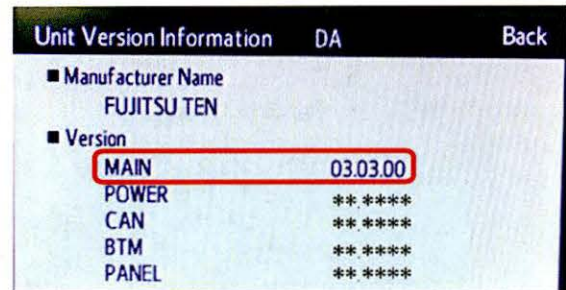 Unit Version Information DA Back
■ Manufacturer Name
FUJITSU TEN
■ Version
MAIN 03.03.00
POWER **.****
CAN **.****
BTM **.****
PANEL **.****